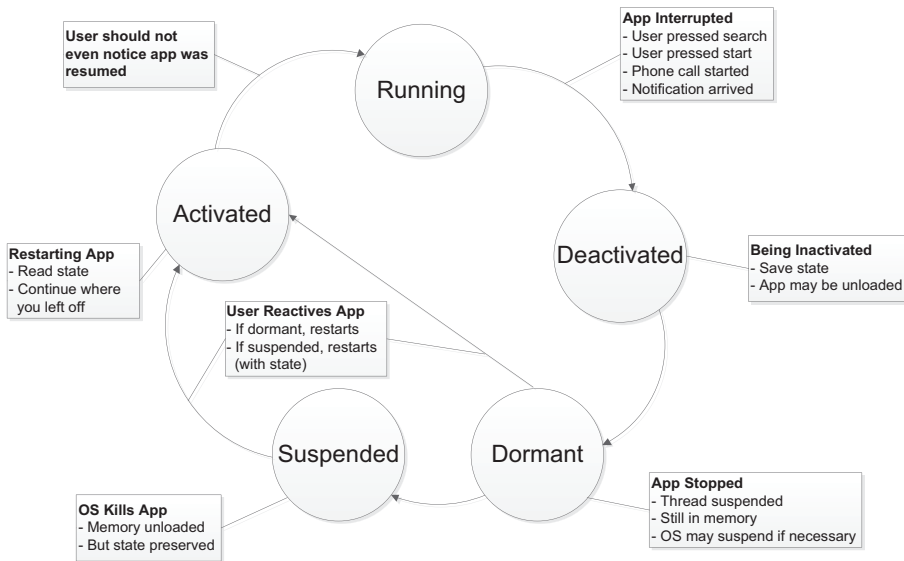 User should not
even notice app was
resumed
Running
App Interrupted
- User pressed search
- User pressed start
- Phone call started
- Notification arrived
Activated
Deactivated
Restarting App
- Read state
- Continue where
you left off
Being Inactivated
- Save state
- App may be unloaded
User Reactives App
- If dormant, restarts
- If suspended, restarts
(with state)
Suspended
Dormant
OS Kills App
- Memory unloaded
- But state preserved
App Stopped
- Thread suspended
- Still in memory
- OS may suspend if necessary